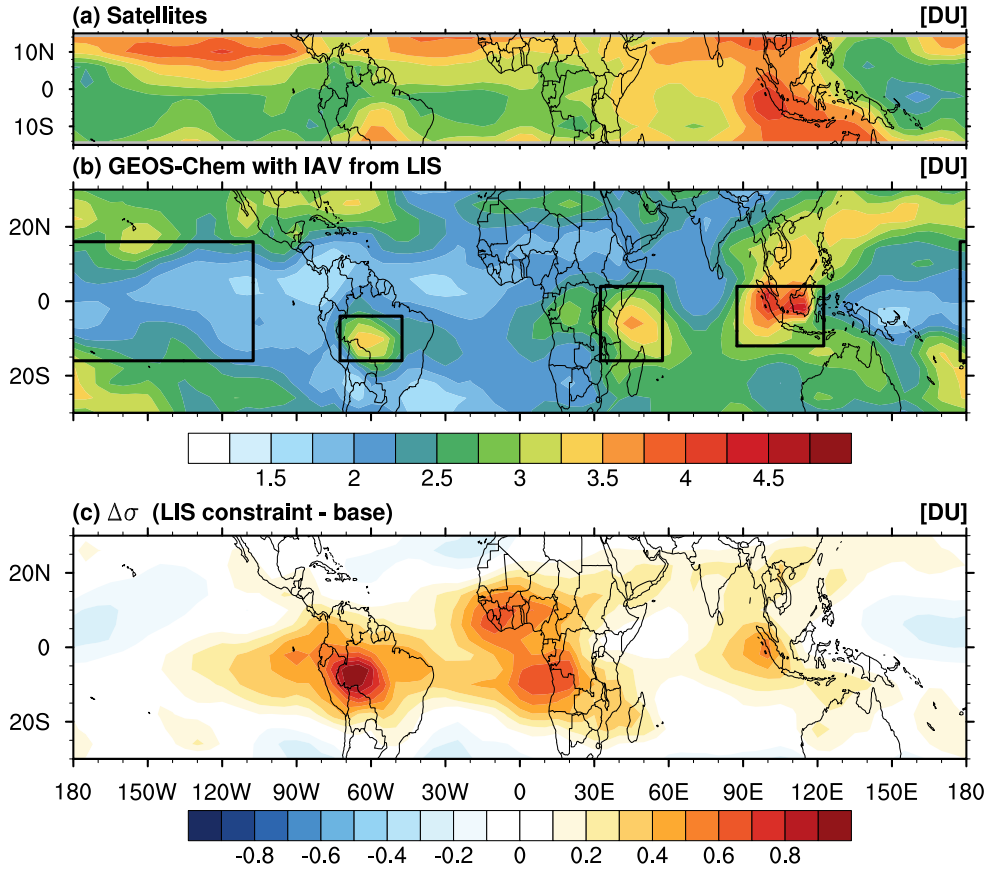 (a) Satellites [DU]
10N
0
10S
(b) GEOS-Chem with IAV from LIS [DU]
20N
0
20S
1.5 2 2.5 3 3.5 4 4.5
(c) Δσ (LIS constraint - base) [DU]
20N
0
20S
180 150W 120W 90W 60W 30W 0 30E 60E 90E 120E 150E 180
-0.8 -0.6 -0.4 -0.2 0 0.2 0.4 0.6 0.8